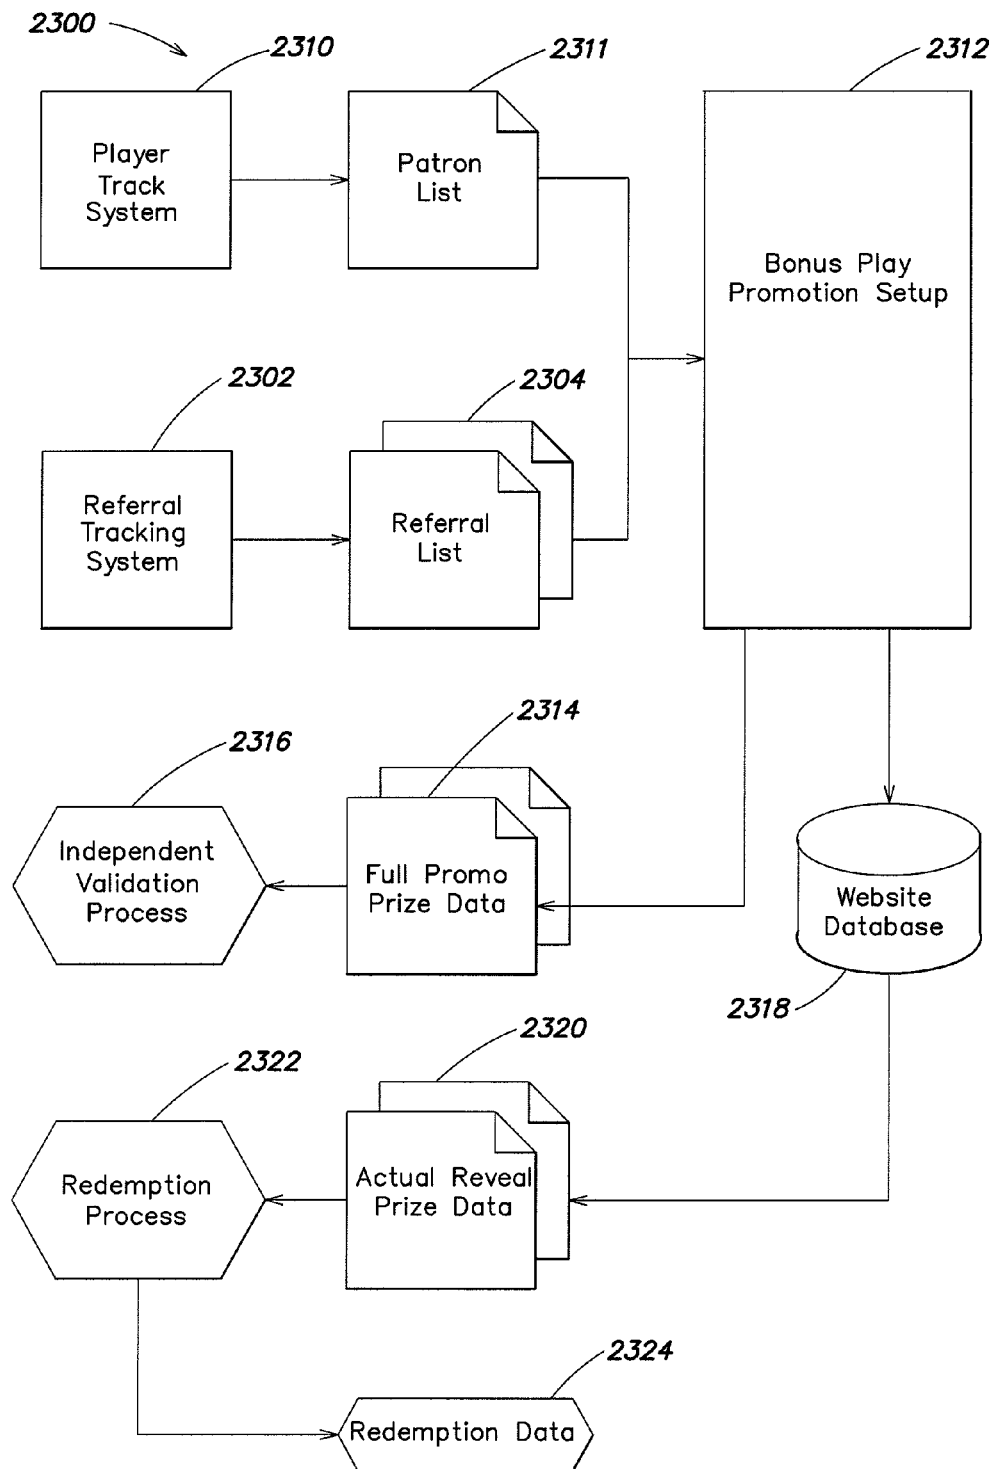 2300
2310
2311
2312
Player
Track
System
Patron
List
Bonus Play
Promotion Setup
2302
2304
Referral
Tracking
System
Referral
List
2316
2314
Independent
Validation
Process
Full Promo
Prize Data
Website
Database
2318
2322
2320
Redemption
Process
Actual Reveal
Prize Data
2324
Redemption Data